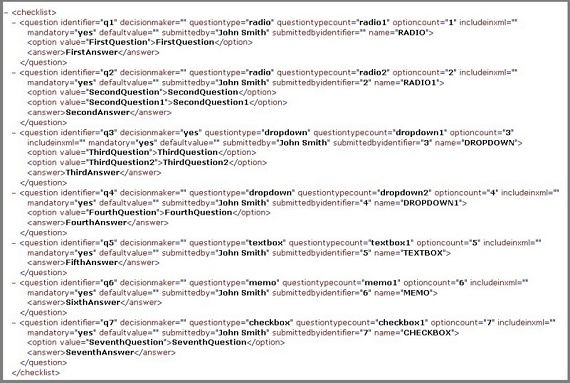 - <checklist>
- <question identifier="q1" decisionmaker="" questiontype="radio" questiontypecount="radio1" optioncount="1" includeinxml=""
mandatory="yes" defaultvalue="" submittedby="John Smith" submittedbyidentifier="" name="RADIO">
<option value="FirstQuestion">FirstQuestion</option>
<answer>FirstAnswer</answer>
</question>
- <question identifier="q2" decisionmaker="" questiontype="radio" questiontypecount="radio2" optioncount="2" includeinxml=""
mandatory="yes" defaultvalue="" submittedby="John Smith" submittedbyidentifier="2" name="RADIO1">
<option value="SecondQuestion">SecondQuestion</option>
<option value="SecondQuestion1">SecondQuestion1</option>
<answer>SecondAnswer</answer>
</question>
- <question identifier="q3" decisionmaker="yes" questiontype="dropdown" questiontypecount="dropdown1" optioncount="3"
includeinxml="" mandatory="yes" defaultvalue="" submittedby="John Smith" submittedbyidentifier="3" name="DROPDOWN">
<option value="ThirdQuestion">ThirdQuestion</option>
<option value="ThirdQuestion2">ThirdQuestion2</option>
<answer>ThirdAnswer</answer>
</question>
- <question identifier="q4" decisionmaker="" questiontype="dropdown" questiontypecount="dropdown2" optioncount="4" includeinxml=""
mandatory="yes" defaultvalue="" submittedby="John Smith" submittedbyidentifier="4" name="DROPDOWN1">
<option value="FourthQuestion">FourthQuestion</option>
<answer>FourthAnswer</answer>
</question>
- <question identifier="q5" decisionmaker="" questiontype="textbox" questiontypecount="textbox1" optioncount="5" includeinxml=""
mandatory="yes" defaultvalue="" submittedby="John Smith" submittedbyidentifier="5" name="TEXTBOX">
<answer>FifthAnswer</answer>
</question>
- <question identifier="q6" decisionmaker="" questiontype="memo" questiontypecount="memo1" optioncount="6" includeinxml=""
mandatory="yes" defaultvalue="" submittedby="John Smith" submittedbyidentifier="6" name="MEMO">
<answer>SixthAnswer</answer>
</question>
- <question identifier="q7" decisionmaker="" questiontype="checkbox" questiontypecount="checkbox1" optioncount="7" includeinxml=""
mandatory="yes" defaultvalue="" submittedby="John Smith" submittedbyidentifier="7" name="CHECKBOX">
<option value="SeventhQuestion">SeventhQuestion</option>
<answer>SeventhAnswer</answer>
</question>
</checklist>